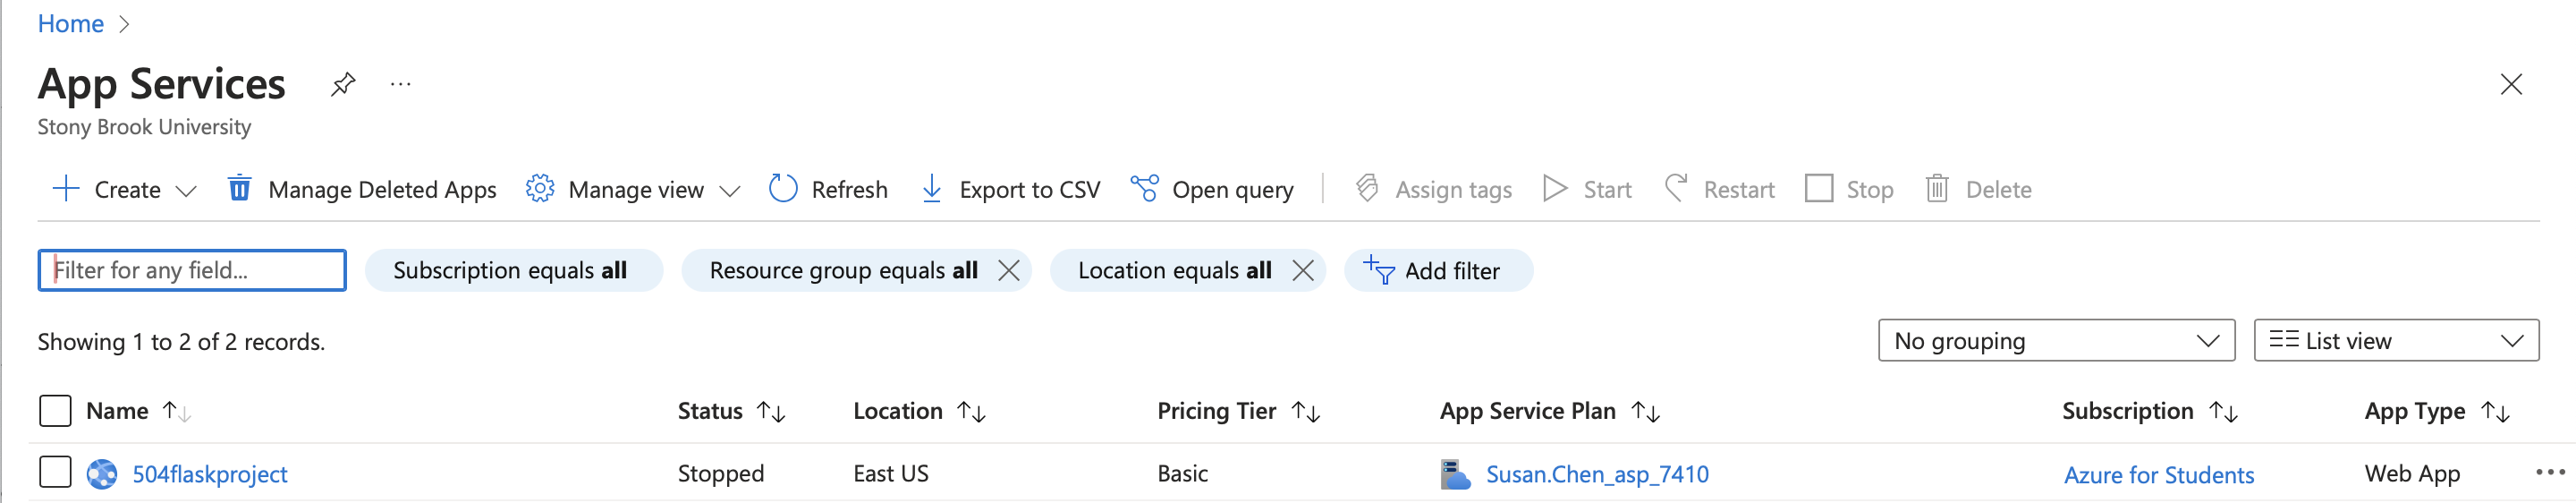 Home
App Services
Stony Brook University
Create Manage Deleted Apps Manage view Refresh Export to CSV Open query Assign tags Start Restart Stop Delete
Filter for any field... Subscription equals all Resource group equals all Location equals all Add filter
Showing 1 to 2 of 2 records. No grouping List view
Name Status Location Pricing Tier App Service Plan Subscription App Type
504flaskproject Stopped East US Basic Susan.Chen_asp_7410 Azure for Students Web App